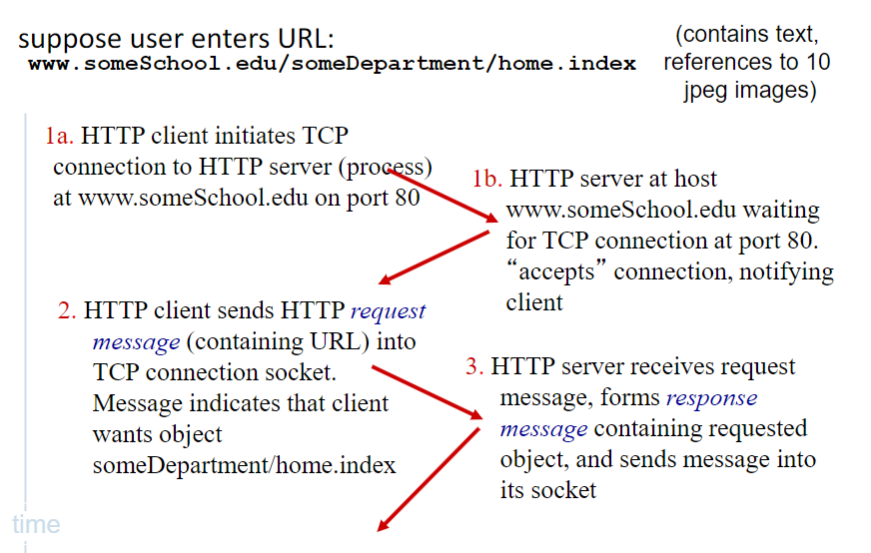 suppose user enters URL:
www.someSchool.edu/someDepartment/home.index
(contains text,
references to 10
jpeg images)
1a. HTTP client initiates TCP
connection to HTTP server (process)
at www.someSchool.edu on port 80
1b. HTTP server at host
www.someSchool.edu waiting
for TCP connection at port 80.
“accepts” connection, notifying
client
2. HTTP client sends HTTP request
message (containing URL) into
TCP connection socket.
Message indicates that client
wants object
someDepartment/home.index
3. HTTP server receives request
message, forms response
message containing requested
object, and sends message into
its socket
time